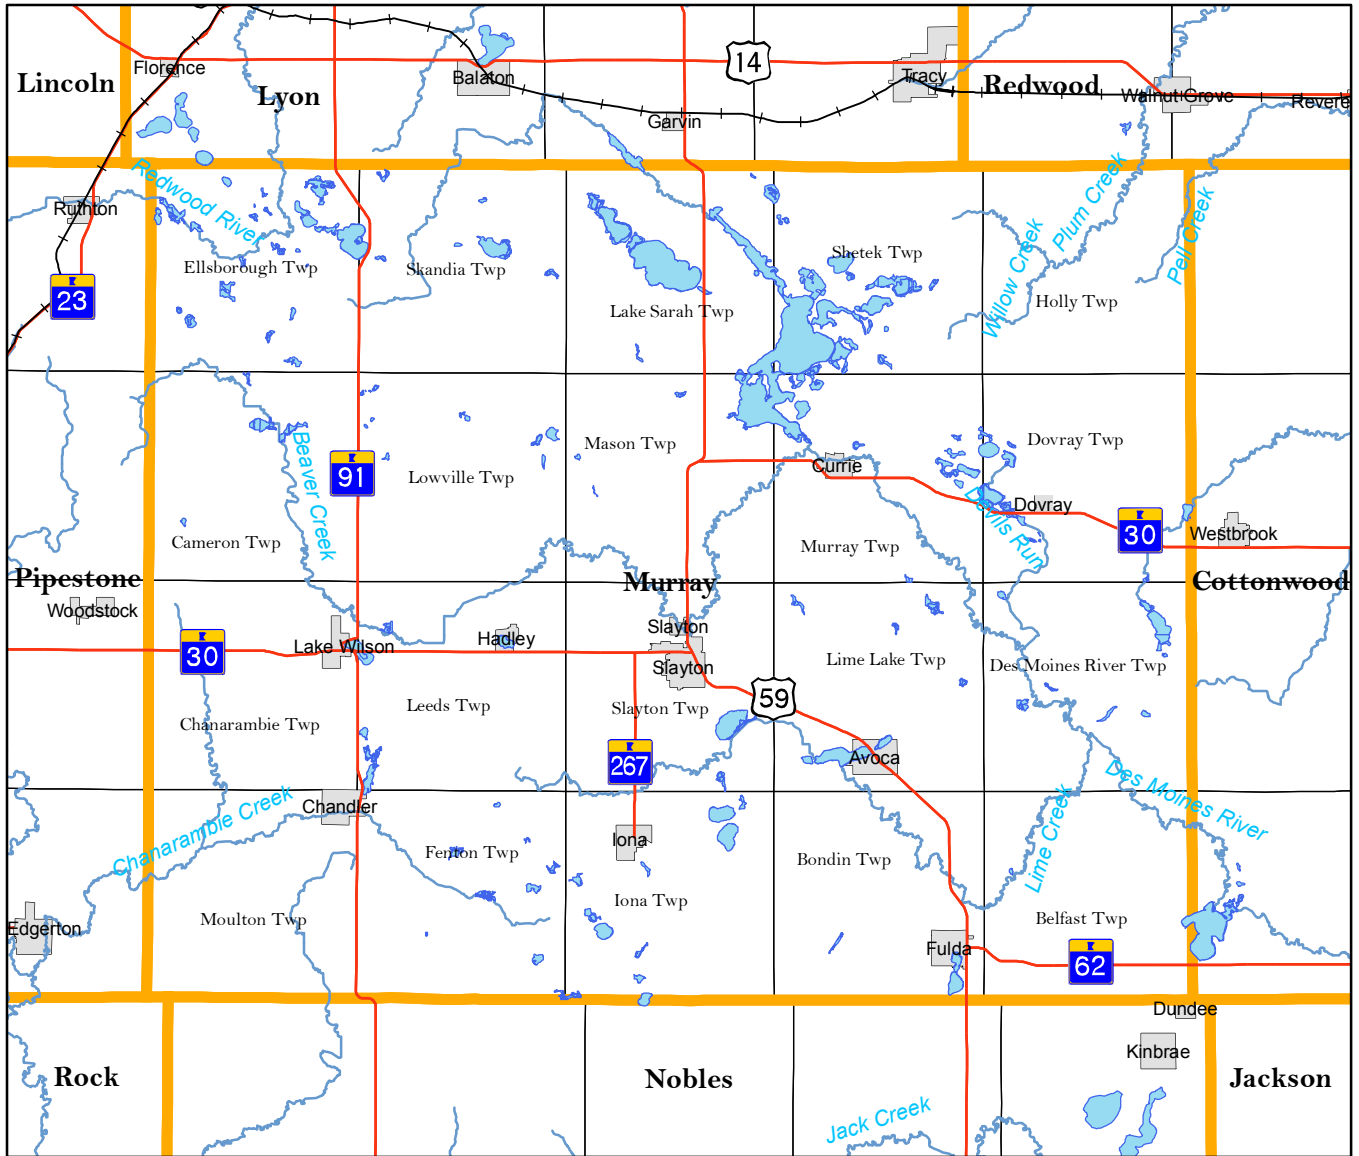 14
Florence
Balaton
Tracy
Lincoln
Lyon
Redwood
Walnut Grove
Revere
Garvin
Redwood River
Ruthton
Plum Creek
Pell Creek
Willow Creek
Ellsborough Twp
Skandia Twp
Shetek Twp
23
Lake Sarah Twp
Holly Twp
Beaver Creek
91
Lowville Twp
Mason Twp
Currie
Dovray Twp
Dovray
Devils Run
30
Westbrook
Cameron Twp
Murray Twp
Pipestone
Murray
Cottonwood
Woodstock
Slayton
Lake Wilson
Hadley
30
Slayton
Lime Lake Twp
Des Moines River Twp
59
Chanarambie Twp
Leeds Twp
Slayton Twp
267
Avoca
Des Moines River
Chandler
Chanarambie Creek
Lime Creek
Iona
Fenton Twp
Bondin Twp
Iona Twp
Moulton Twp
Belfast Twp
Edgerton
Fulda
62
Dundee
Kinbrae
Rock
Nobles
Jackson
Jack Creek